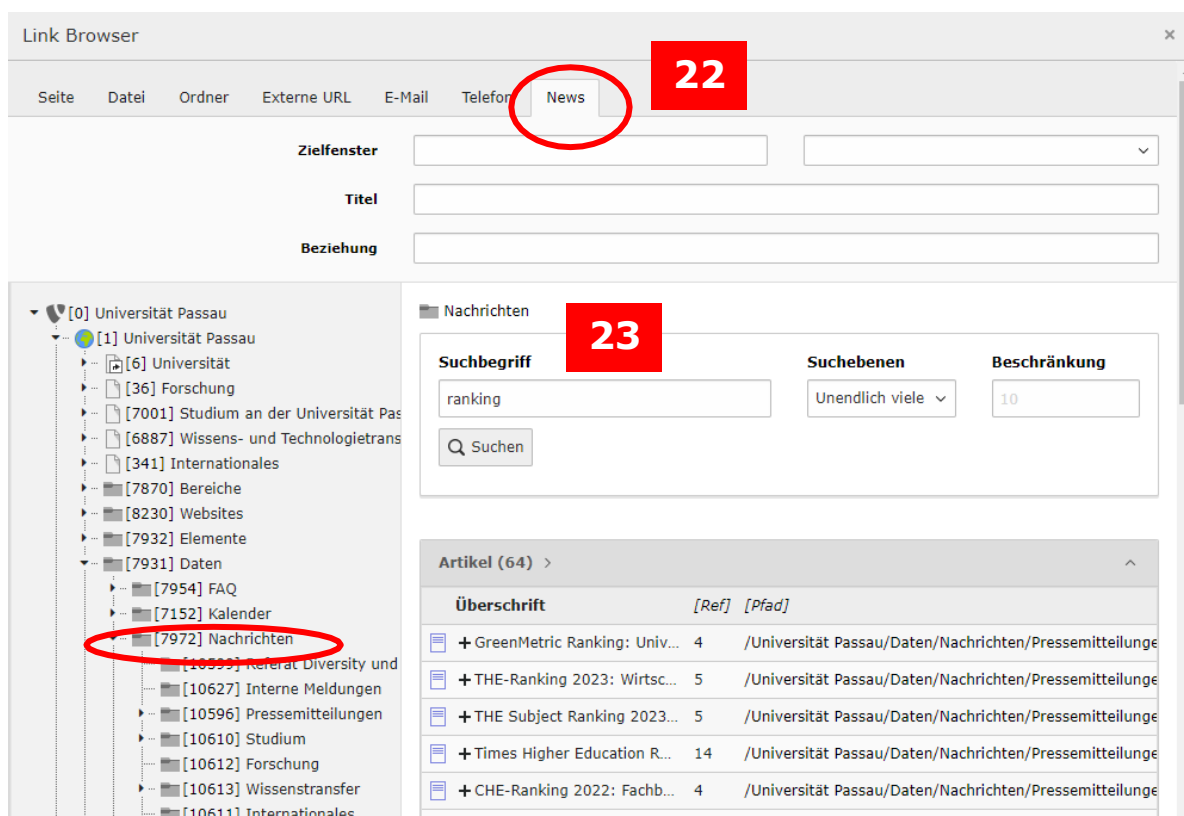 Link Browser ×
22
Seite Datei Ordner Externe URL E-Mail Telefon News
Zielfenster
Titel
Beziehung
[0] Universität Passau
[1] Universität Passau
[6] Universität
[36] Forschung
[7001] Studium an der Universität Pas
[6887] Wissens- und Technologietrans
[341] Internationales
[7870] Bereiche
[8230] Websites
[7932] Elemente
[7931] Daten
[7954] FAQ
[7152] Kalender
[7972] Nachrichten
[10599] Referat Diversity und
[10627] Interne Meldungen
[10596] Pressemitteilungen
[10610] Studium
[10612] Forschung
[10613] Wissenstransfer
[10611] Internationales
Nachrichten
23
Suchbegriff Suchebenen Beschränkung
ranking Unendlich viele 10
Suchen
Artikel (64) >
Überschrift [Ref] [Pfad]
+GreenMetric Ranking: Univ... 4 /Universität Passau/Daten/Nachrichten/Pressemitteilunge
+THE-Ranking 2023: Wirtsc... 5 /Universität Passau/Daten/Nachrichten/Pressemitteilunge
+THE Subject Ranking 2023... 5 /Universität Passau/Daten/Nachrichten/Pressemitteilunge
+Times Higher Education R... 14 /Universität Passau/Daten/Nachrichten/Pressemitteilunge
+CHE-Ranking 2022: Fachb... 4 /Universität Passau/Daten/Nachrichten/Pressemitteilunge